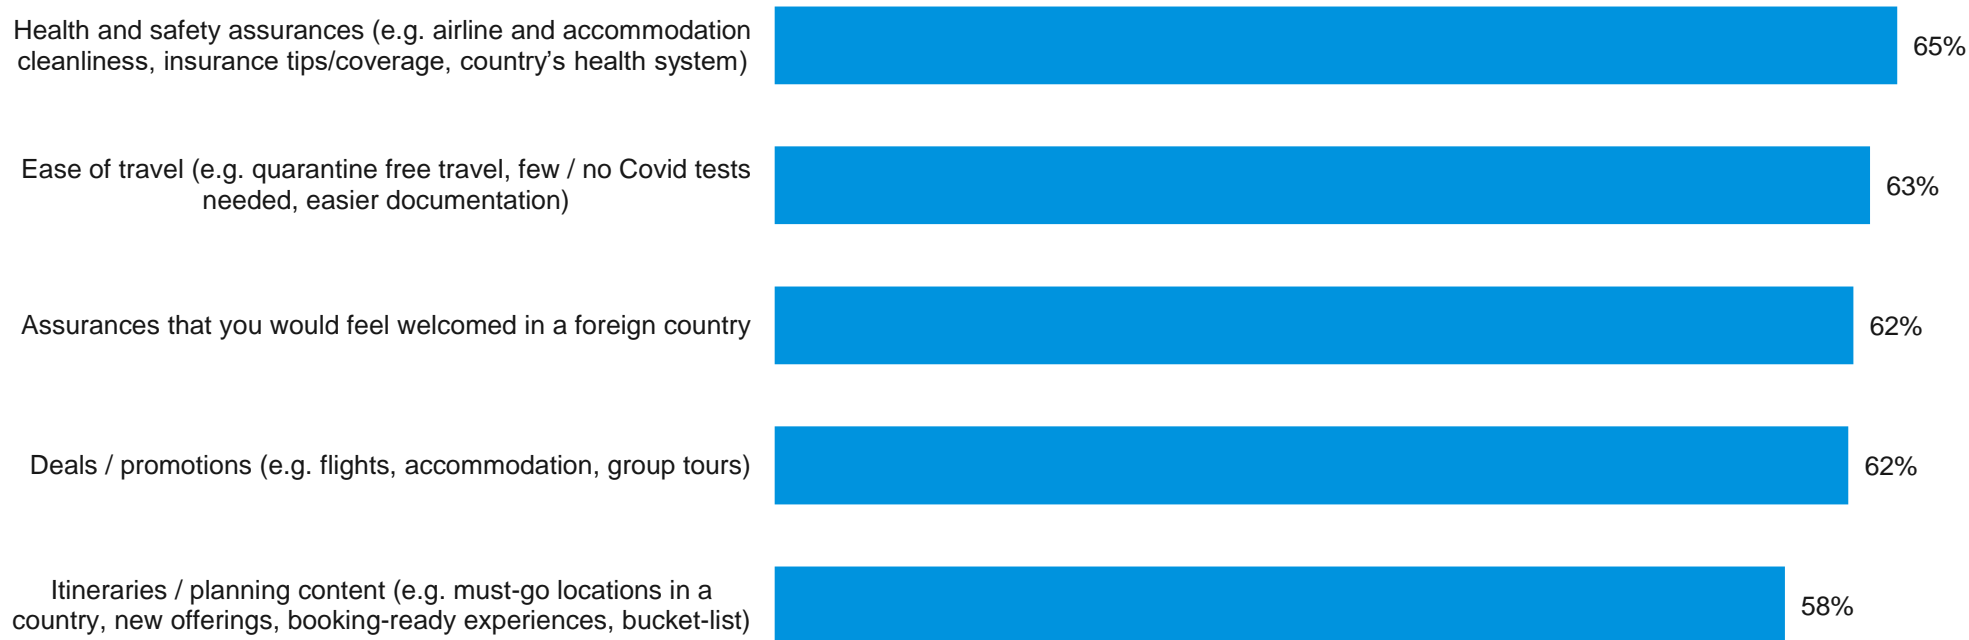 Health and safety assurances (e.g. airline and accommodation
cleanliness, insurance tips/coverage, country’s health system)
65%
Ease of travel (e.g. quarantine free travel, few / no Covid tests
needed, easier documentation)
63%
Assurances that you would feel welcomed in a foreign country
62%
Deals / promotions (e.g. flights, accommodation, group tours)
62%
Itineraries / planning content (e.g. must-go locations in a
country, new offerings, booking-ready experiences, bucket-list)
58%